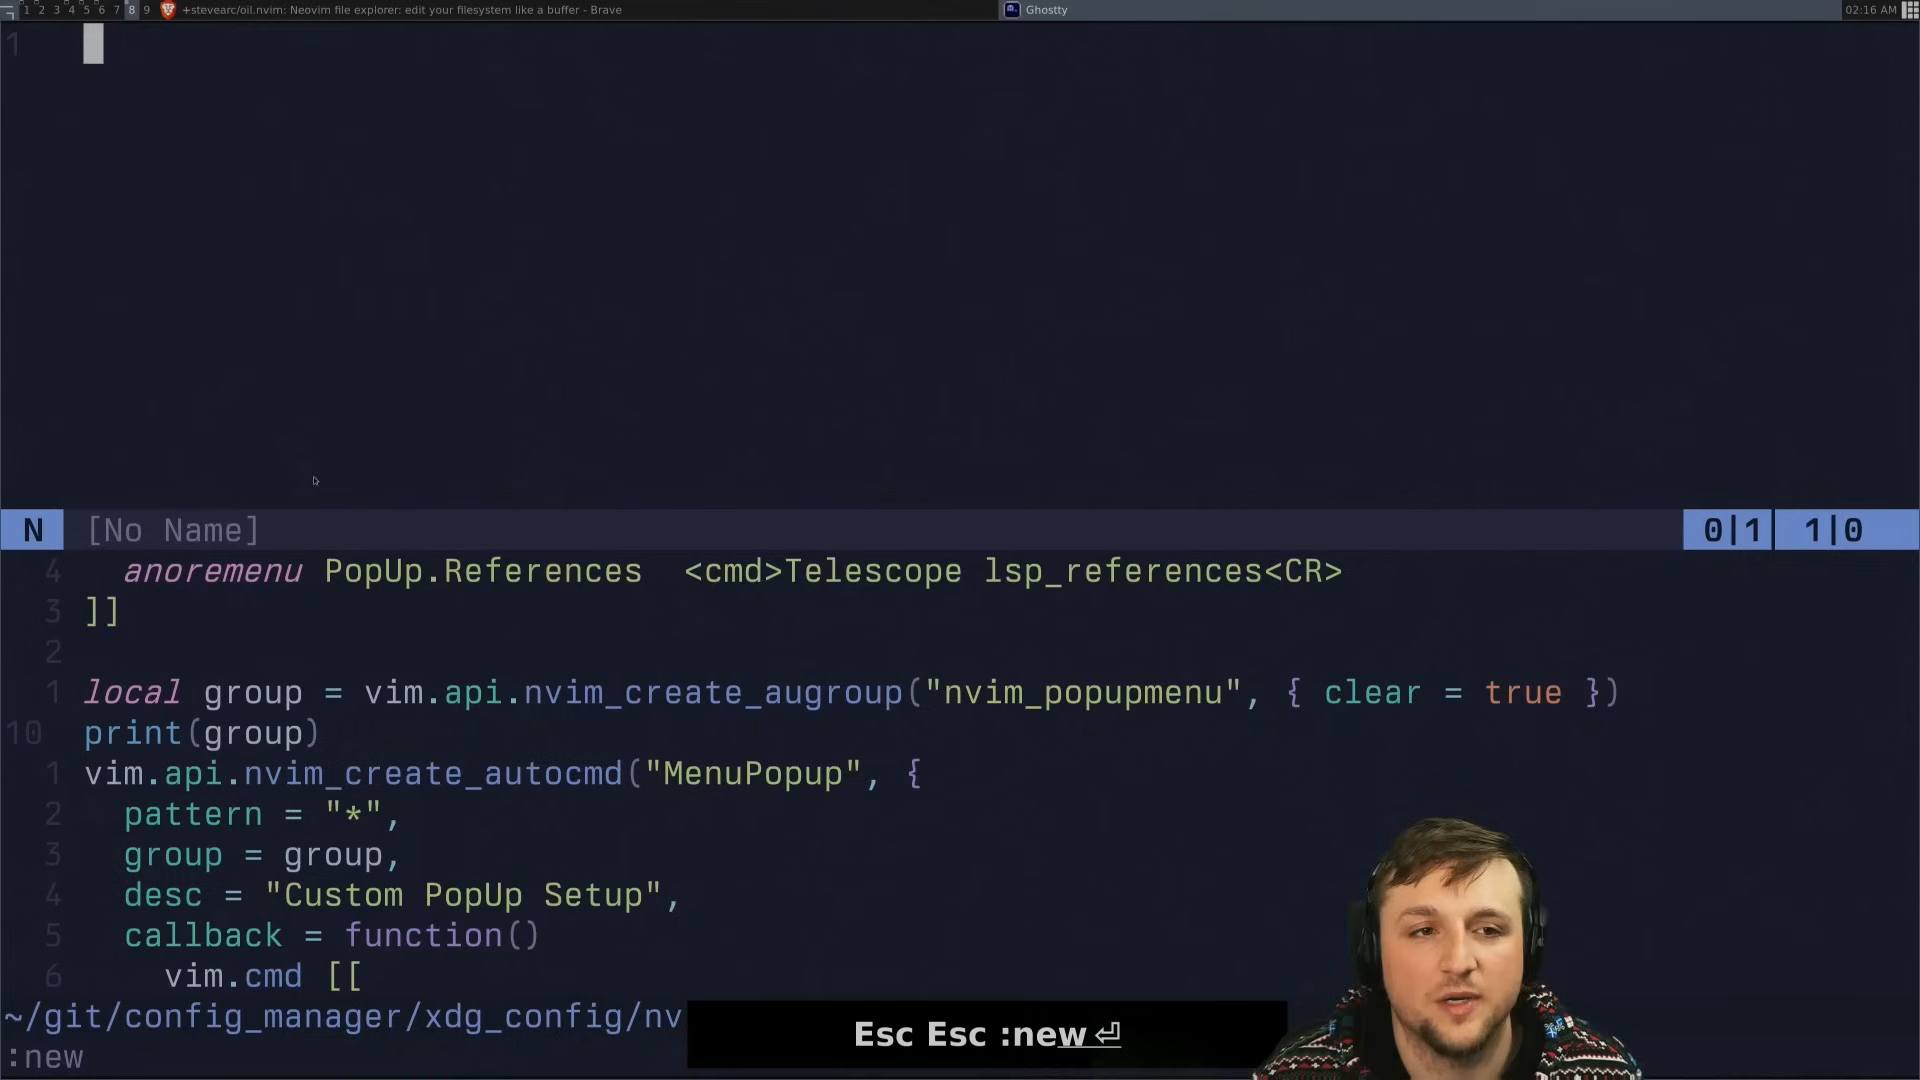 1 2 3 4 5 6 7 8 9 +stevearc/oil.nvim: Neovim file explorer: edit your filesystem like a buffer - Brave Ghostty 02:16 AM
1
N [No Name] 0|1 1|0
4 anoremenu PopUp.References <cmd>Telescope lsp_references<CR>
3 ]]
2
1 local group = vim.api.nvim_create_augroup("nvim_popupmenu", { clear = true })
10 print(group)
1 vim.api.nvim_create_autocmd("MenuPopup", {
2 pattern = "*",
3 group = group,
4 desc = "Custom PopUp Setup",
5 callback = function()
6 vim.cmd [[
~/git/config_manager/xdg_config/nv
Esc Esc :new⏎
:new